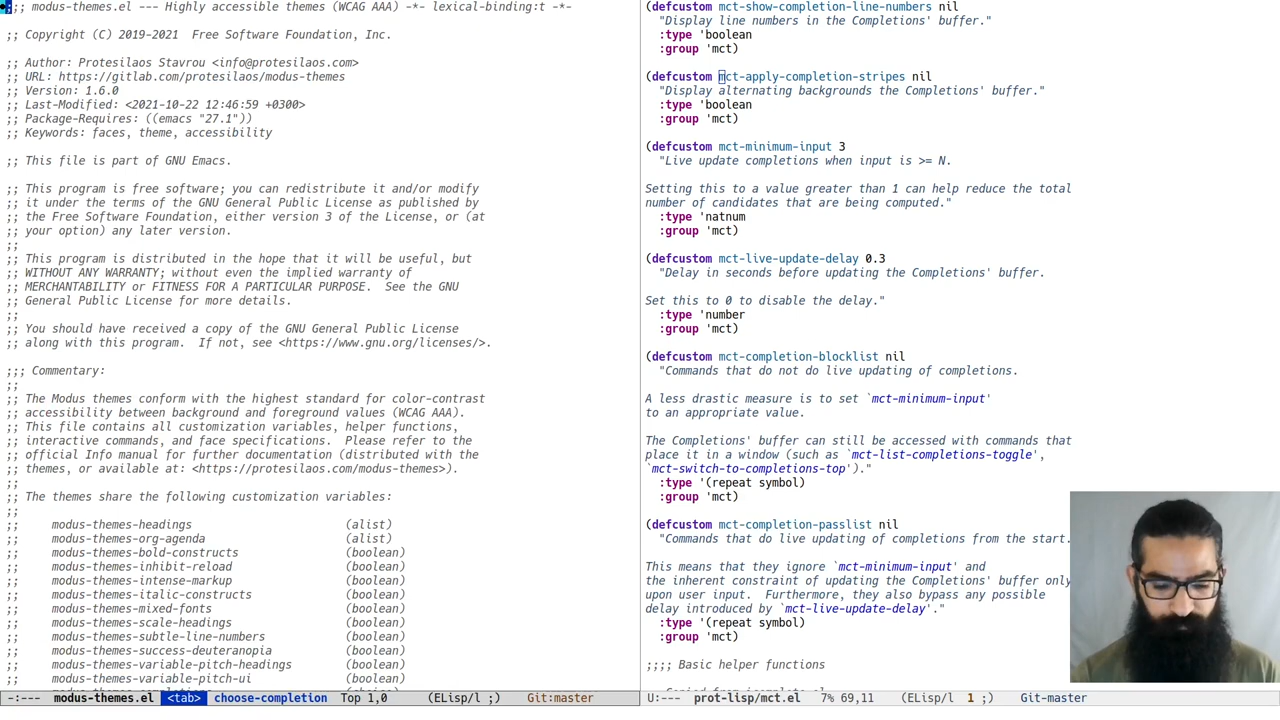 ;;; modus-themes.el --- Highly accessible themes (WCAG AAA) -*- lexical-binding:t -*-
;; Copyright (C) 2019-2021  Free Software Foundation, Inc.
;; Author: Protesilaos Stavrou <info@protesilaos.com>
;; URL: https://gitlab.com/protesilaos/modus-themes
;; Version: 1.6.0
;; Last-Modified: <2021-10-22 12:46:59 +0300>
;; Package-Requires: ((emacs "27.1"))
;; Keywords: faces, theme, accessibility
;; This file is part of GNU Emacs.
;; This program is free software; you can redistribute it and/or modify
;; it under the terms of the GNU General Public License as published by
;; the Free Software Foundation, either version 3 of the License, or (at
;; your option) any later version.
;;
;; This program is distributed in the hope that it will be useful, but
;; WITHOUT ANY WARRANTY; without even the implied warranty of
;; MERCHANTABILITY or FITNESS FOR A PARTICULAR PURPOSE.  See the GNU
;; General Public License for more details.
;;
;; You should have received a copy of the GNU General Public License
;; along with this program.  If not, see <https://www.gnu.org/licenses/>.
;;; Commentary:
;;
;; The Modus themes conform with the highest standard for color-contrast
;; accessibility between background and foreground values (WCAG AAA).
;; This file contains all customization variables, helper functions,
;; interactive commands, and face specifications.  Please refer to the
;; official Info manual for further documentation (distributed with the
;; themes, or available at: <https://protesilaos.com/modus-themes>).
;;
;; The themes share the following customization variables:
;;
;;     modus-themes-headings                       (alist)
;;     modus-themes-org-agenda                     (alist)
;;     modus-themes-bold-constructs                (boolean)
;;     modus-themes-inhibit-reload                 (boolean)
;;     modus-themes-intense-markup                 (boolean)
;;     modus-themes-italic-constructs              (boolean)
;;     modus-themes-mixed-fonts                    (boolean)
;;     modus-themes-scale-headings                 (boolean)
;;     modus-themes-subtle-line-numbers            (boolean)
;;     modus-themes-success-deuteranopia           (boolean)
;;     modus-themes-variable-pitch-headings        (boolean)
;;     modus-themes-variable-pitch-ui              (boolean)
-:---  modus-themes.el <tab> choose-completion  Top 1,0      (ELisp/l ;)    Git:master
(defcustom mct-show-completion-line-numbers nil
"Display line numbers in the Completions' buffer."
:type 'boolean
:group 'mct)
(defcustom mct-apply-completion-stripes nil
"Display alternating backgrounds the Completions' buffer."
:type 'boolean
:group 'mct)
(defcustom mct-minimum-input 3
"Live update completions when input is >= N.
Setting this to a value greater than 1 can help reduce the total
number of candidates that are being computed."
:type 'natnum
:group 'mct)
(defcustom mct-live-update-delay 0.3
"Delay in seconds before updating the Completions' buffer.
Set this to 0 to disable the delay."
:type 'number
:group 'mct)
(defcustom mct-completion-blocklist nil
"Commands that do not do live updating of completions.
A less drastic measure is to set `mct-minimum-input'
to an appropriate value.
The Completions' buffer can still be accessed with commands that
place it in a window (such as `mct-list-completions-toggle',
`mct-switch-to-completions-top')."
:type '(repeat symbol)
:group 'mct)
(defcustom mct-completion-passlist nil
"Commands that do live updating of completions from the start.
This means that they ignore `mct-minimum-input' and
the inherent constraint of updating the Completions' buffer only
upon user input.  Furthermore, they also bypass any possible
delay introduced by `mct-live-update-delay'."
:type '(repeat symbol)
:group 'mct)
;;;; Basic helper functions
U:---  prot-lisp/mct.el   7% 69,11    (ELisp/l  1 ;)    Git-master